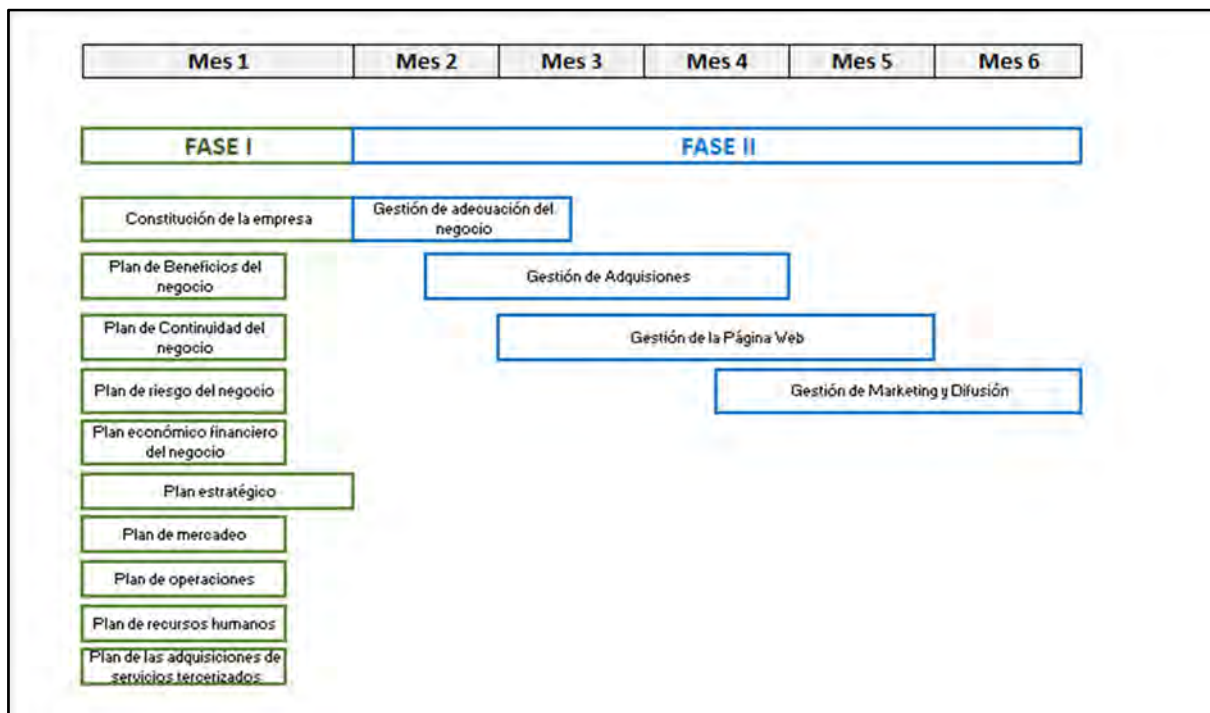 Mes 1 Mes 2 Mes 3 Mes 4 Mes 5 Mes 6
FASE I FASE II
Constitución de la empresa
Gestión de adecuación del
negocio
Plan de Beneficios del
negocio
Gestión de Adquisiones
Plan de Continuidad del
negocio
Gestión de la Página Web
Plan de riesgo del negocio
Gestión de Marketing y Difusión
Plan económico financiero
del negocio
Plan estratégico
Plan de mercadeo
Plan de operaciones
Plan de recursos humanos
Plan de las adquisiciones de
servicios tercerizados